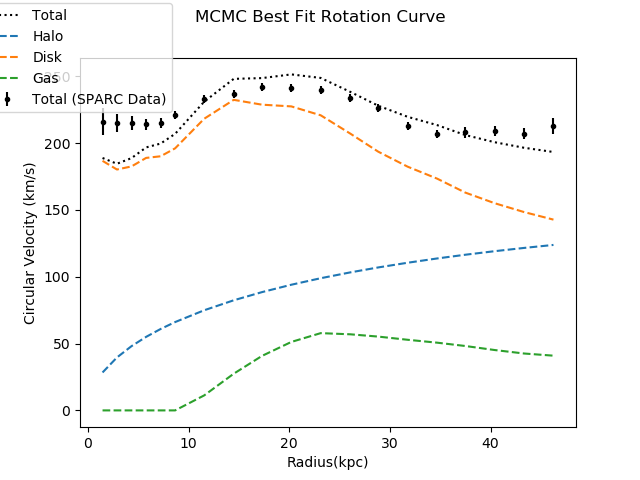 MCMC Best Fit Rotation Curve
Total
Halo
Disk
Gas
Total (SPARC Data)
250
200
150
100
50
0
Circular Velocity (km/s)
0
10
20
30
40
Radius(kpc)